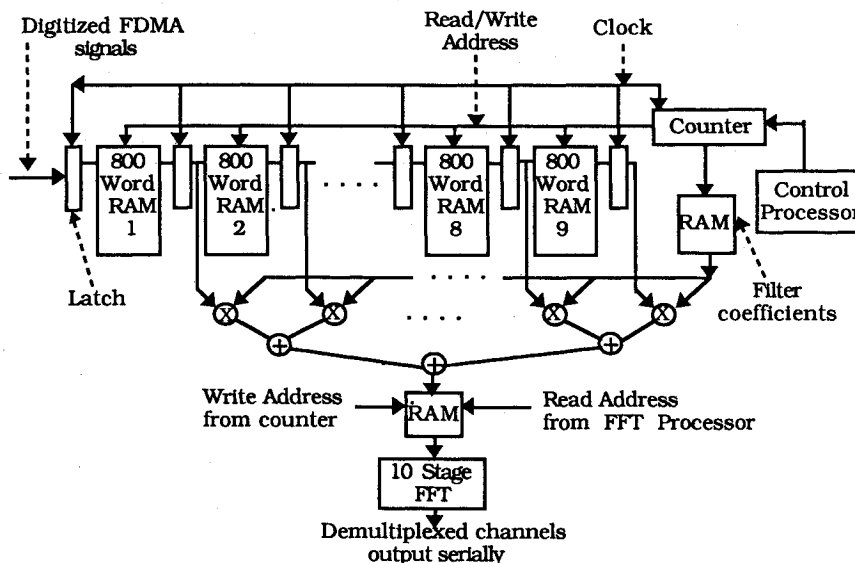 Digitized FDMA
signals
Read/Write
Address
Clock
Counter
800
Word
RAM
1
800
Word
RAM
2
. . . .
800
Word
RAM
8
800
Word
RAM
9
RAM
Control
Processor
Latch
Filter
coefficients
. . . .
X
X
. . . .
X
X
+
+
+
Write Address
from counter
RAM
Read Address
from FFT Processor
10 Stage
FFT
Demultiplexed channels
output serially